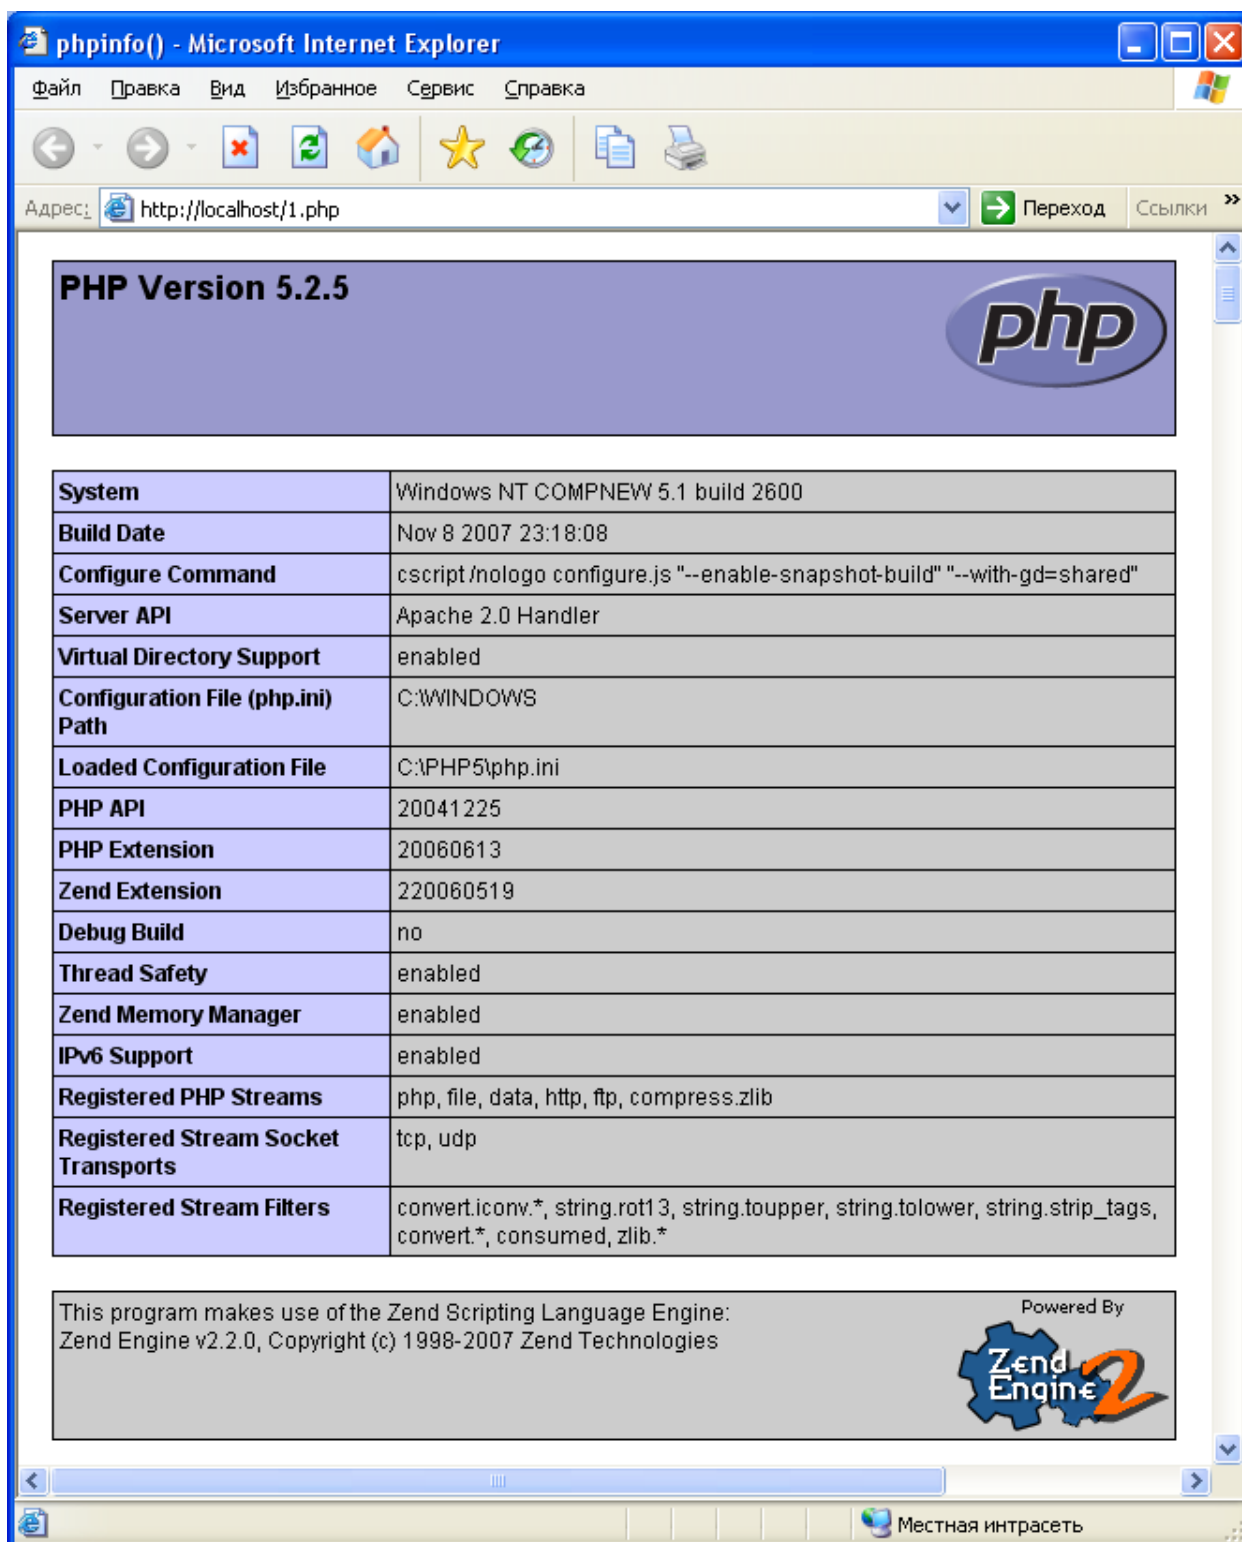 phpinfo() - Microsoft Internet Explorer
Файл Правка Вид Избранное Сервис Справка
Адрес: http://localhost/1.php Переход Ссылки »
PHP Version 5.2.5
php
System Windows NT COMPNEW 5.1 build 2600
Build Date Nov 8 2007 23:18:08
Configure Command cscript /nologo configure.js "--enable-snapshot-build" "--with-gd=shared"
Server API Apache 2.0 Handler
Virtual Directory Support enabled
Configuration File (php.ini) C:\WINDOWS
Path
Loaded Configuration File C:\PHP5\php.ini
PHP API 20041225
PHP Extension 20060613
Zend Extension 220060519
Debug Build no
Thread Safety enabled
Zend Memory Manager enabled
IPv6 Support enabled
Registered PHP Streams php, file, data, http, ftp, compress.zlib
Registered Stream Socket tcp, udp
Transports
Registered Stream Filters convert.iconv.*, string.rot13, string.toupper, string.tolower, string.strip_tags,
convert.*, consumed, zlib.*
This program makes use of the Zend Scripting Language Engine:
Zend Engine v2.2.0, Copyright (c) 1998-2007 Zend Technologies
Powered By
Zend
Engine 2
Местная интрасеть